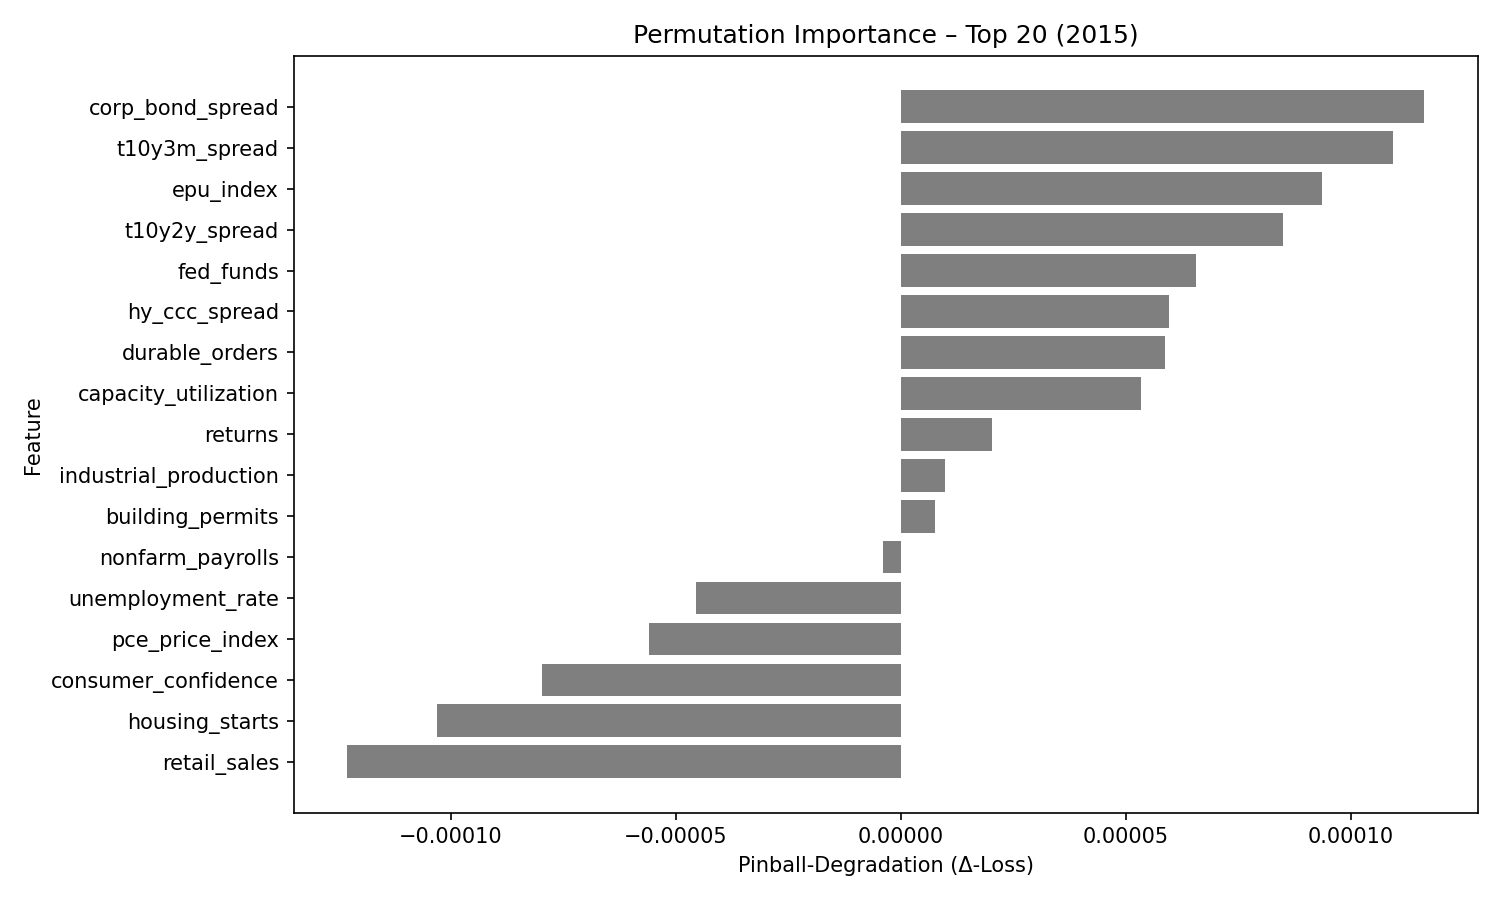 Permutation Importance – Top 20 (2015)
Feature
corp_bond_spread
t10y3m_spread
epu_index
t10y2y_spread
fed_funds
hy_ccc_spread
durable_orders
capacity_utilization
returns
industrial_production
building_permits
nonfarm_payrolls
unemployment_rate
pce_price_index
consumer_confidence
housing_starts
retail_sales
−0.00010 −0.00005 0.00000 0.00005 0.00010
Pinball-Degradation (Δ-Loss)